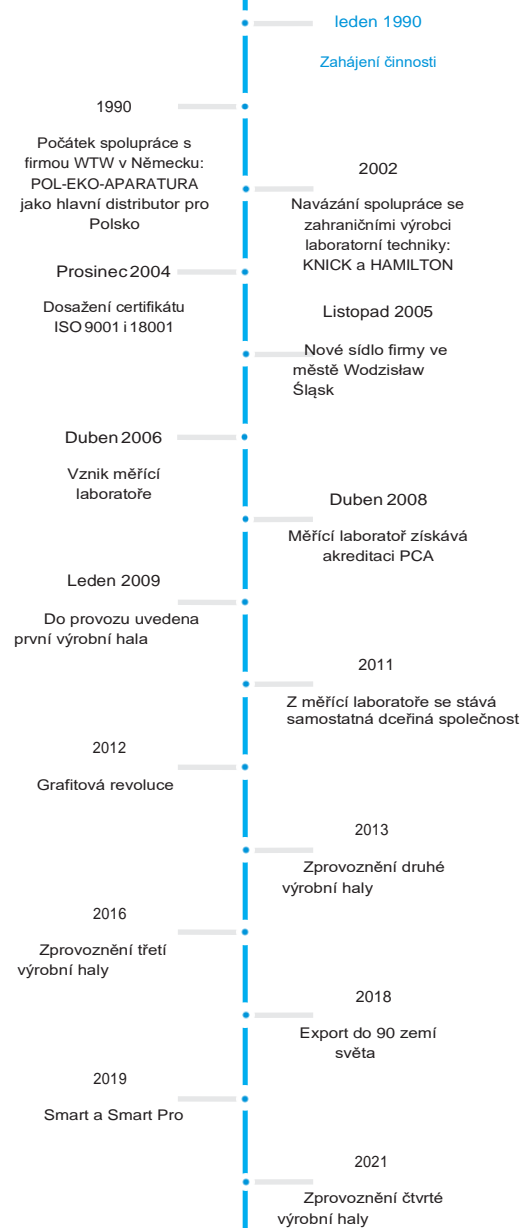 leden 1990
Zahájení činnosti
1990
Počátek spolupráce s
firmou WTW v Německu:
POL-EKO-APARATURA
jako hlavní distributor pro
Polsko
2002
Navázání spolupráce se
zahraničními výrobci
laboratorní techniky:
KNICK a HAMILTON
Prosinec 2004
Dosažení certifikátu
ISO 9001 i 18001
Listopad 2005
Nové sídlo firmy ve
městě Wodzisław
Śląsk
Duben 2006
Vznik měřící
laboratoře
Duben 2008
Měřící laboratoř získává
akreditaci PCA
Leden 2009
Do provozu uvedena
první výrobní hala
2011
Z měřící laboratoře se stává
samostatná dceřiná společnost
2012
Grafitová revoluce
2013
Zprovoznění druhé
výrobní haly
2016
Zprovoznění třetí
výrobní haly
2018
Export do 90 zemí
světa
2019
Smart a Smart Pro
2021
Zprovoznění čtvrté
výrobní haly